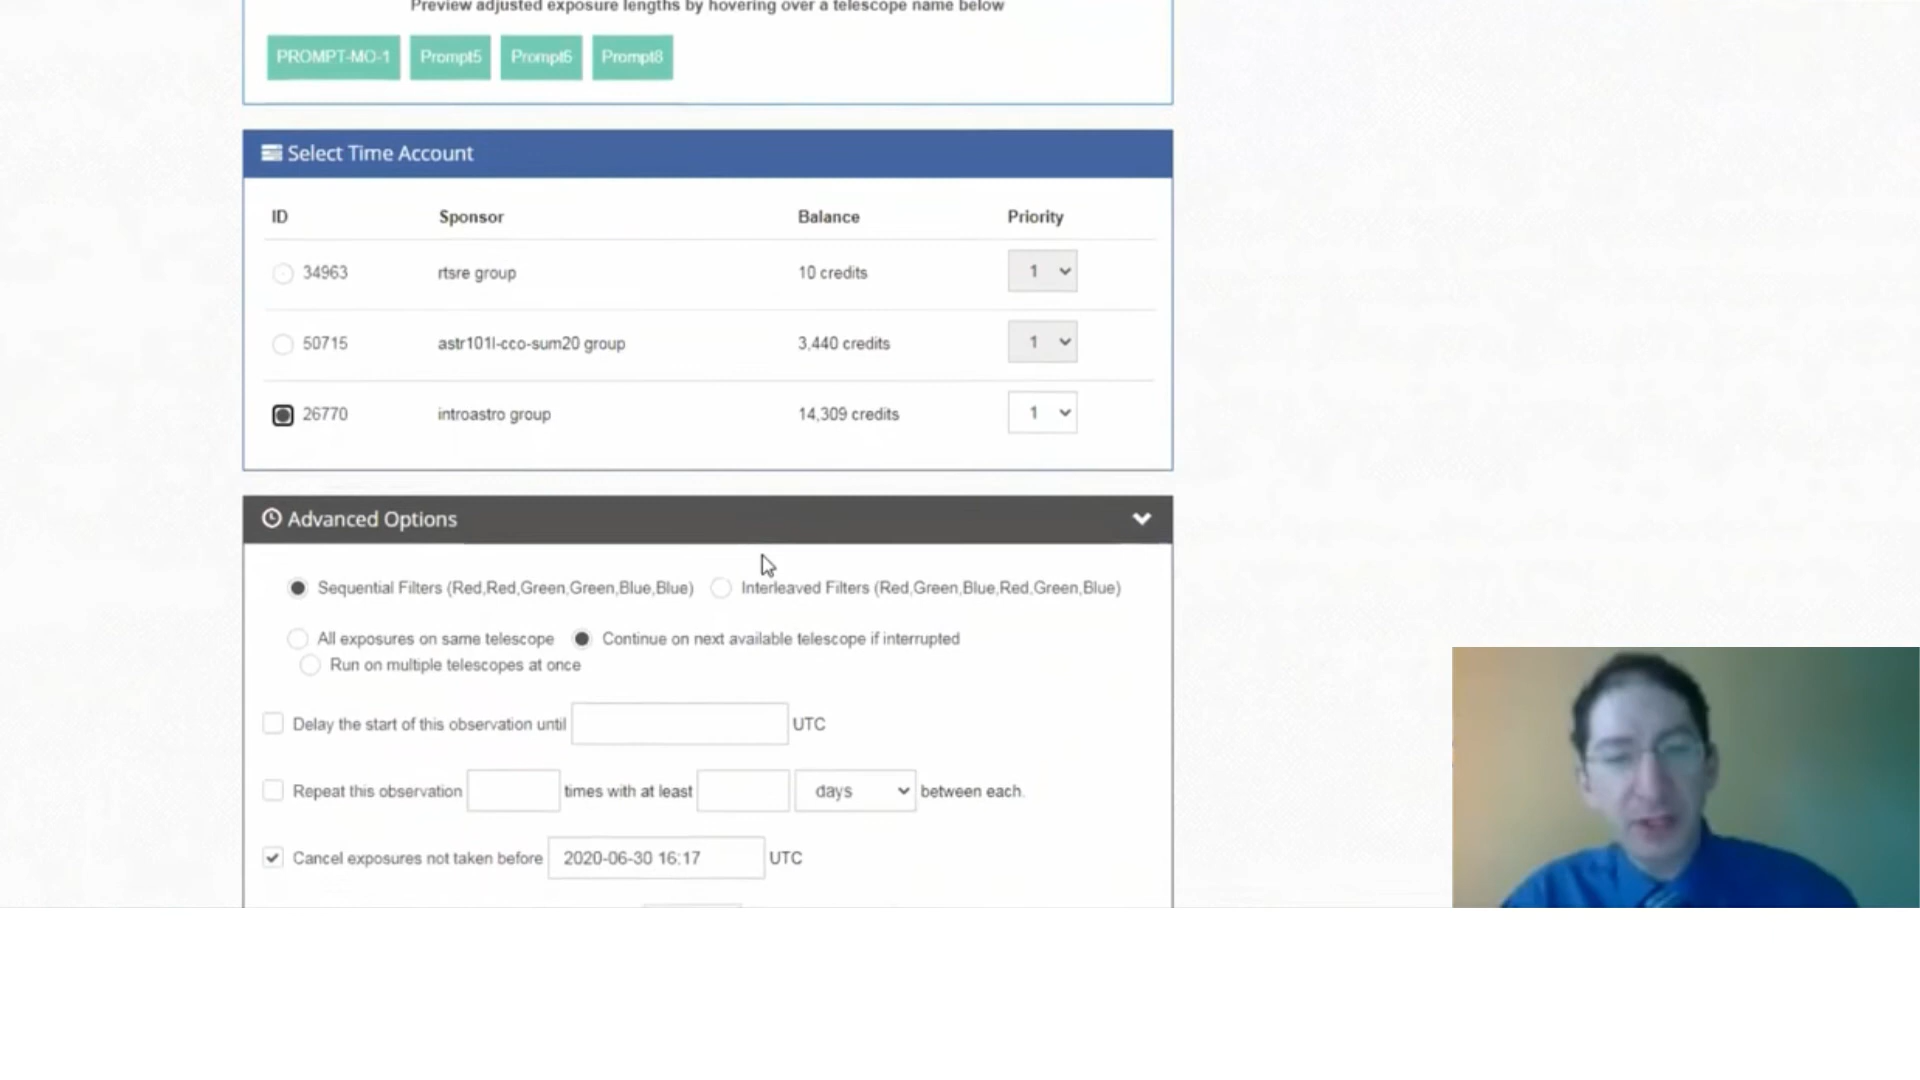 Preview adjusted exposure lengths by hovering over a telescope name below
PROMPT-MO-1 Prompt5 Prompt6 Prompt8
Select Time Account
ID Sponsor Balance Priority
34963 rtsre group 10 credits 1
50715 astr101l-cco-sum20 group 3,440 credits 1
26770 introastro group 14,309 credits 1
Advanced Options
Sequential Filters (Red,Red,Green,Green,Blue,Blue) Interleaved Filters (Red,Green,Blue,Red,Green,Blue)
All exposures on same telescope Continue on next available telescope if interrupted
Run on multiple telescopes at once
Delay the start of this observation until UTC
Repeat this observation times with at least days between each.
Cancel exposures not taken before 2020-06-30 16:17 UTC